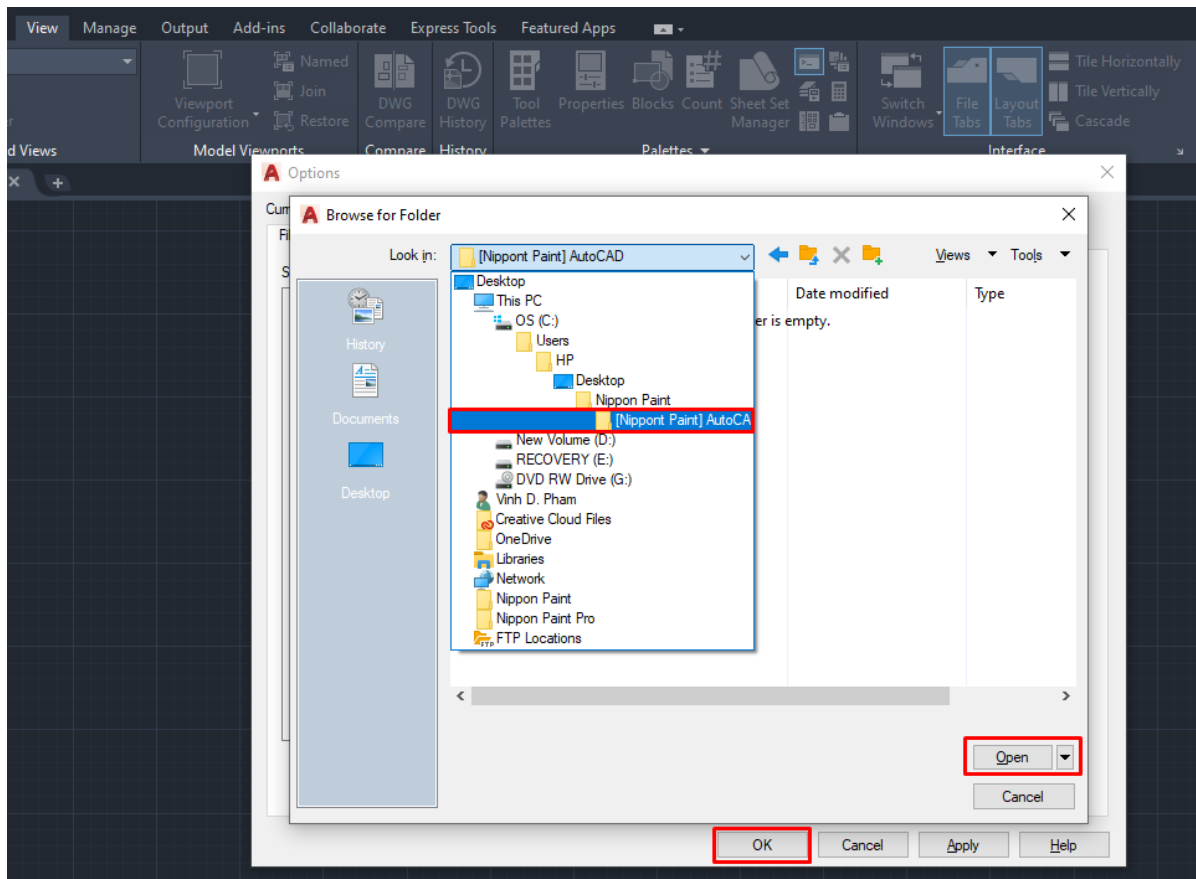 View Manage Output Add-ins Collaborate Express Tools Featured Apps
Named
Join
Restore
Viewport
Configuration
DWG
Compare
DWG
History
Tool
Palettes
Properties
Blocks
Count
Sheet Set
Manager
Switch
Windows
File
Tabs
Layout
Tabs
Tile Horizontally
Tile Vertically
Cascade
d Views
Model Viewports
Compare
History
Palettes
Interface
Options
Curr
Fil
S
Browse for Folder
Look in:
[Nippont Paint] AutoCAD
Views
Tools
History
Documents
Desktop
Date modified
Type
er is empty.
Desktop
This PC
OS (C:)
Users
HP
Desktop
Nippon Paint
[Nippont Paint] AutoCA
New Volume (D:)
RECOVERY (E:)
DVD RW Drive (G:)
Vinh D. Pham
Creative Cloud Files
OneDrive
Libraries
Network
Nippon Paint
Nippon Paint Pro
FTP Locations
Open
Cancel
OK
Cancel
Apply
Help